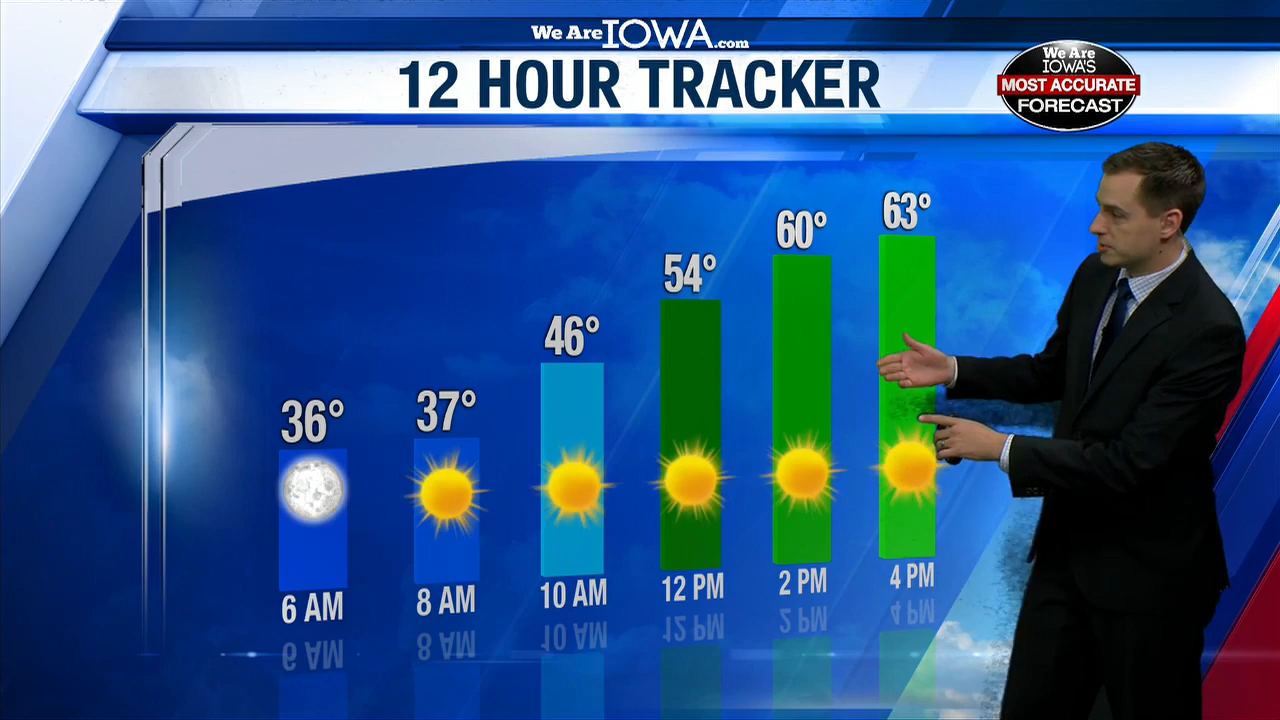 We Are IOWA.com
12 HOUR TRACKER
We Are
IOWA'S
MOST ACCURATE
FORECAST
36° 37° 46° 54° 60° 63°
6 AM 8 AM 10 AM 12 PM 2 PM 4 PM